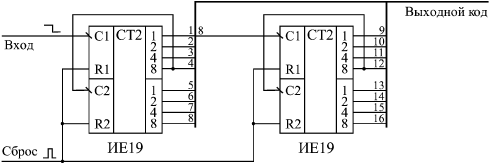 Выходной код
Вход
C1 CT2 1 1 8 C1 CT2 1 9
2 2 2 10
4 3 4 11
R1 8 4 R1 8 12
C2 C2
1 5 1 13
2 6 2 14
4 7 4 15
R2 8 8 R2 8 16
Сброс
ИЕ19 ИЕ19